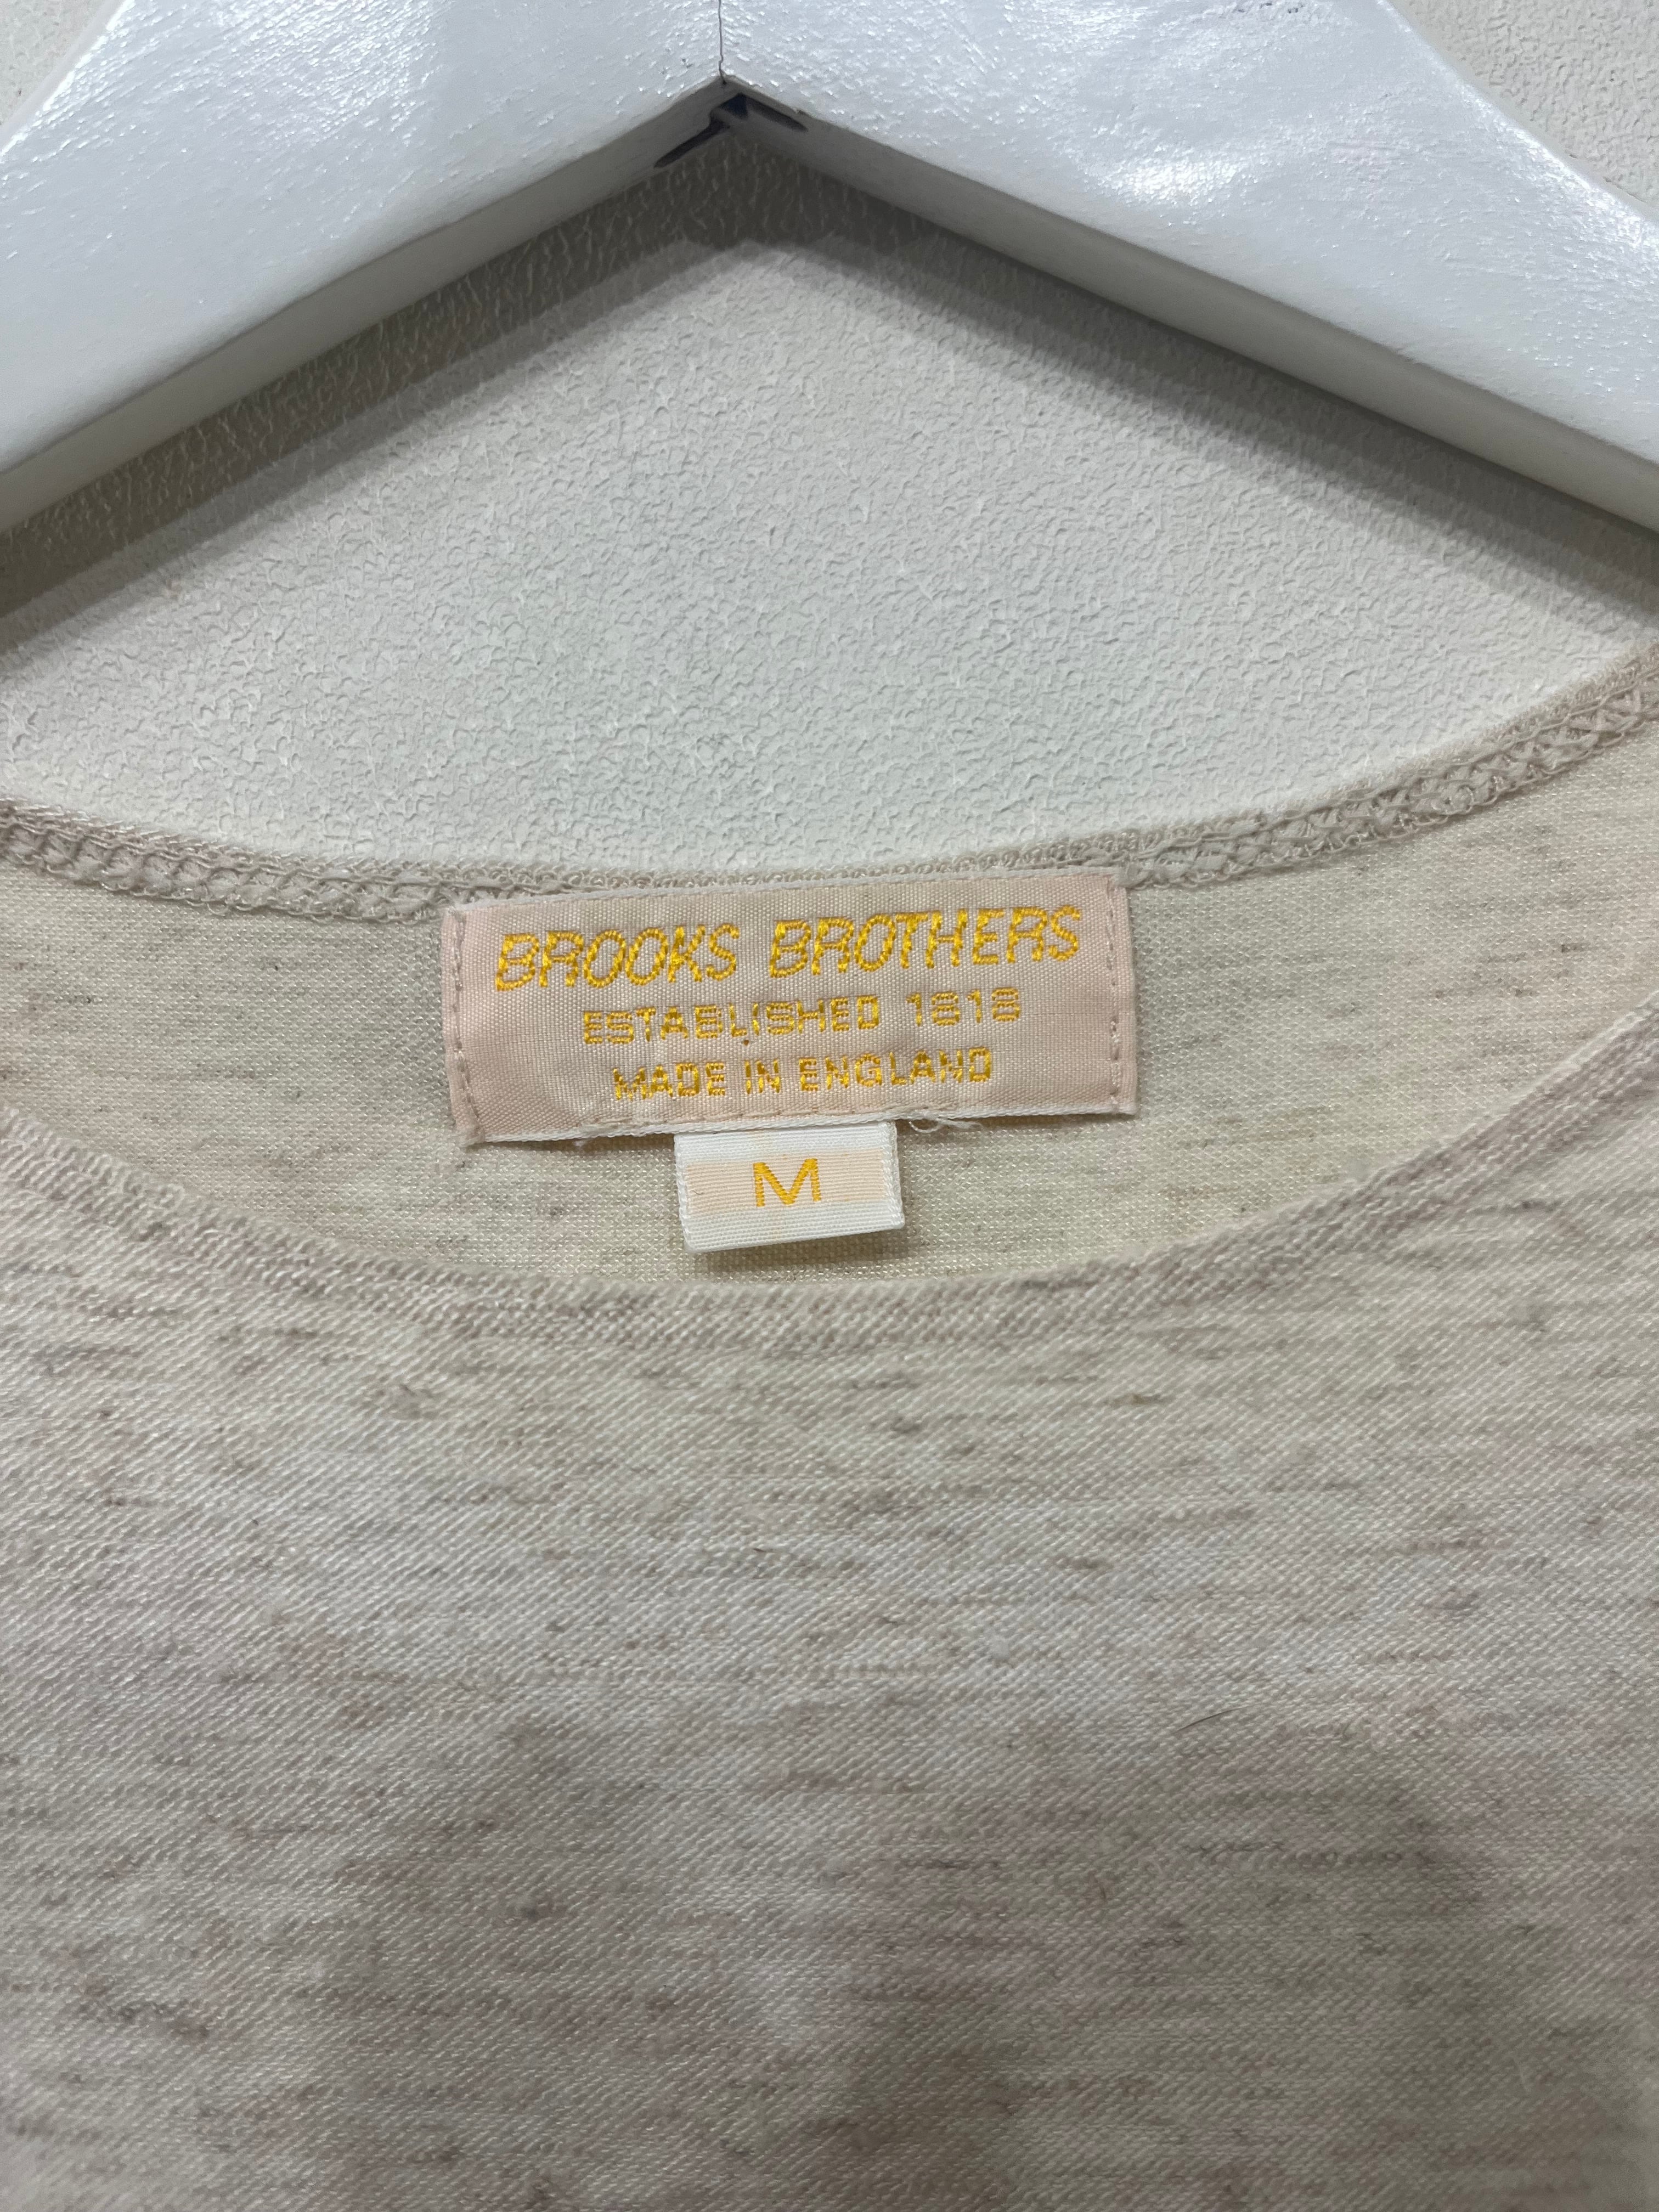 BROOKS BROTHERS
ESTABLISHED 1818
MADE IN ENGLAND
M